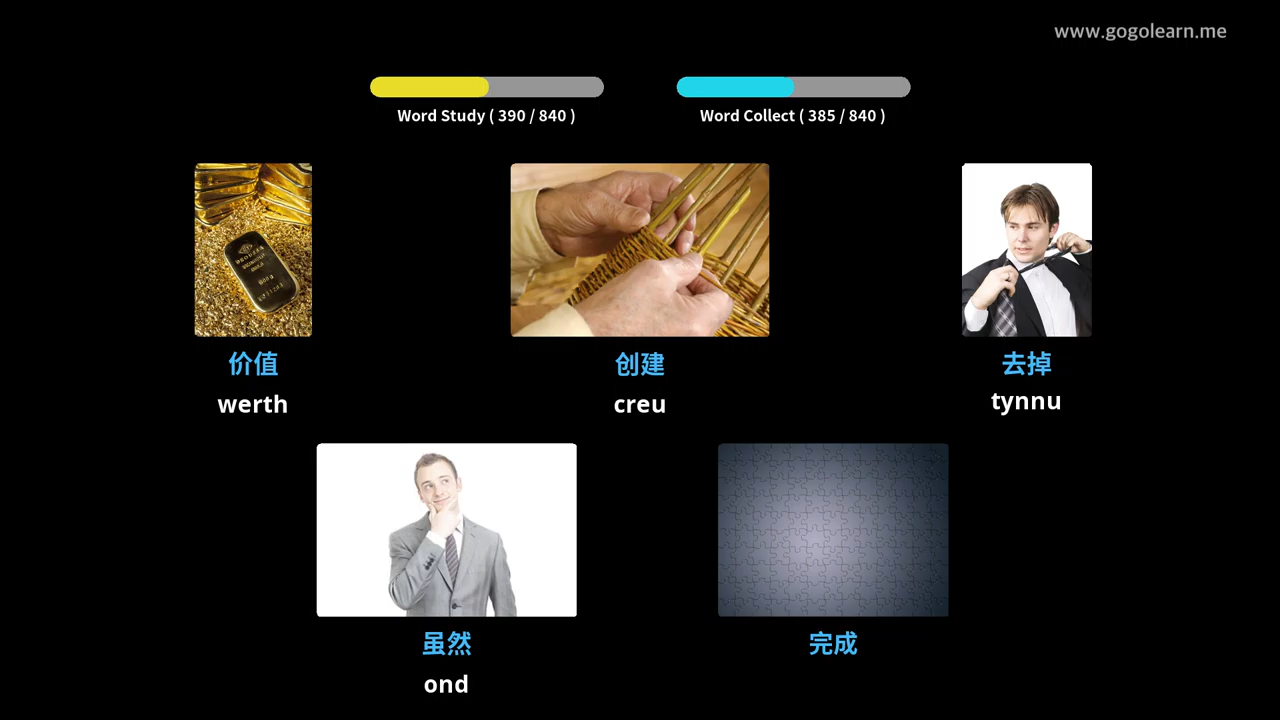 www.gogolearn.me
Word Study ( 390 / 840 )
Word Collect ( 385 / 840 )
价值
werth
创建
creu
去掉
tynnu
虽然
ond
完成